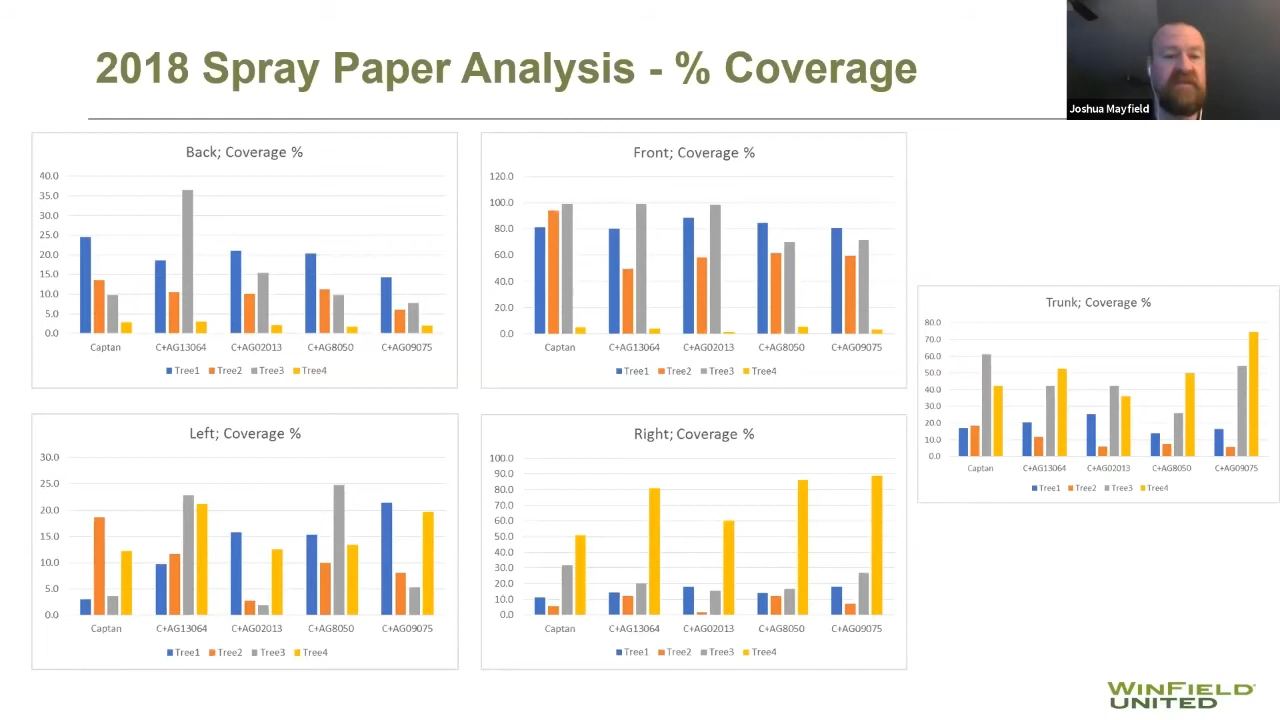 2018 Spray Paper Analysis - % Coverage
Joshua Mayfield
Back; Coverage %
40.0
35.0
30.0
25.0
20.0
15.0
10.0
5.0
0.0
Captan C+AG13064 C+AG02013 C+AG8050 C+AG09075
Tree1 Tree2 Tree3 Tree4
Front; Coverage %
120.0
100.0
80.0
60.0
40.0
20.0
0.0
Captan C+AG13064 C+AG02013 C+AG8050 C+AG09075
Tree1 Tree2 Tree3 Tree4
Trunk; Coverage %
80.0
70.0
60.0
50.0
40.0
30.0
20.0
10.0
0.0
Captan C+AG13064 C+AG02013 C+AG8050 C+AG09075
Tree1 Tree2 Tree3 Tree4
Left; Coverage %
30.0
25.0
20.0
15.0
10.0
5.0
0.0
Captan C+AG13064 C+AG02013 C+AG8050 C+AG09075
Tree1 Tree2 Tree3 Tree4
Right; Coverage %
100.0
90.0
80.0
70.0
60.0
50.0
40.0
30.0
20.0
10.0
0.0
Captan C+AG13064 C+AG02013 C+AG8050 C+AG09075
Tree1 Tree2 Tree3 Tree4
WINFIELD
UNITED